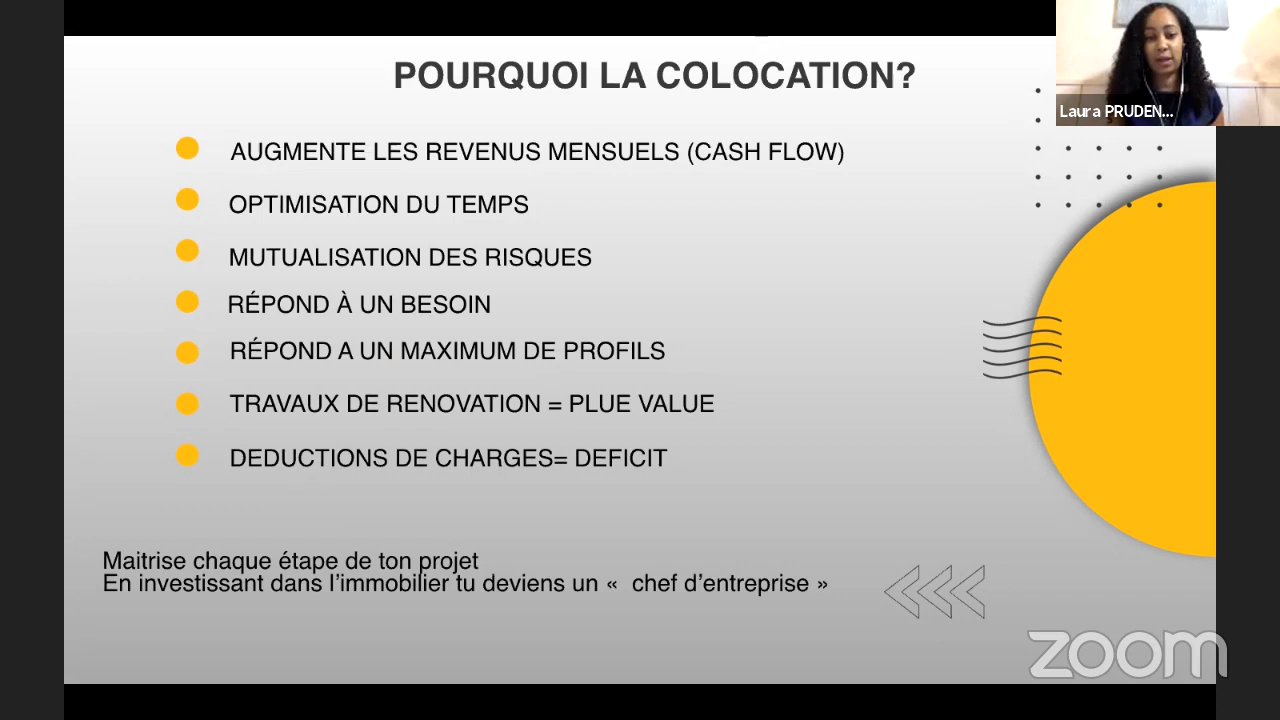 POURQUOI LA COLOCATION?
Laura PRUDEN...
AUGMENTE LES REVENUS MENSUELS (CASH FLOW)
OPTIMISATION DU TEMPS
MUTUALISATION DES RISQUES
RÉPOND À UN BESOIN
RÉPOND A UN MAXIMUM DE PROFILS
TRAVAUX DE RENOVATION = PLUE VALUE
DEDUCTIONS DE CHARGES= DEFICIT
Maitrise chaque étape de ton projet
En investissant dans l’immobilier tu deviens un «  chef d’entreprise »
zoom